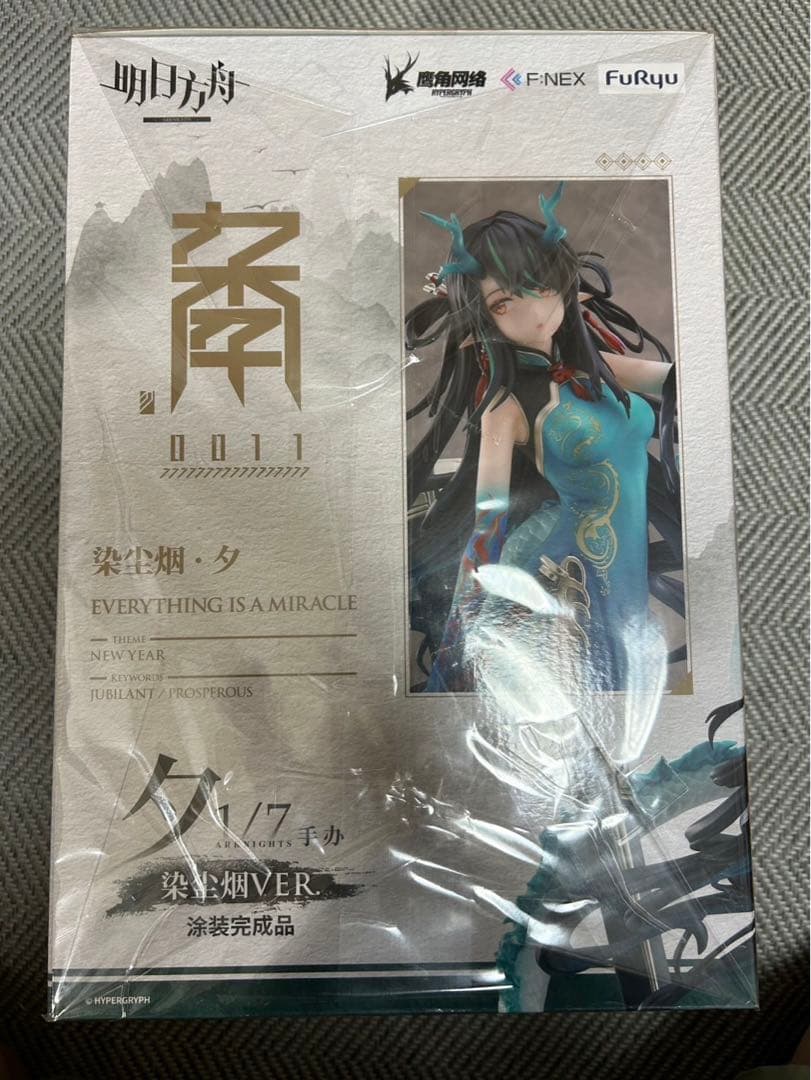 明日方舟
鹰角网络
HYPERGRYPH
F:NEX
FuRyu
0011
染尘烟·夕
EVERYTHING IS A MIRACLE
THEME
NEW YEAR
KEYWORDS
JUBILANT / PROSPEROUS
夕 1/7 手办
ARKNIGHTS
染尘烟VER.
涂装完成品
© HYPERGRYPH